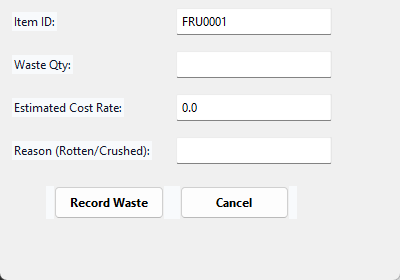 Item ID:
FRU0001
Waste Qty:
Estimated Cost Rate:
0.0
Reason (Rotten/Crushed):
Record Waste
Cancel